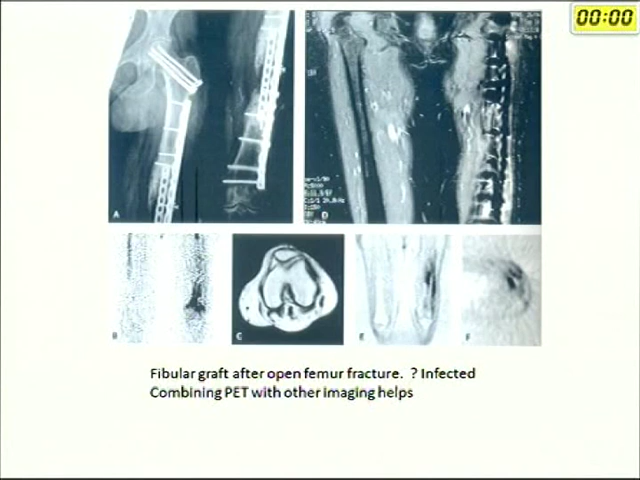 00:00
A
D
B
C
E
F
Fibular graft after open femur fracture. ? Infected
Combining PET with other imaging helps